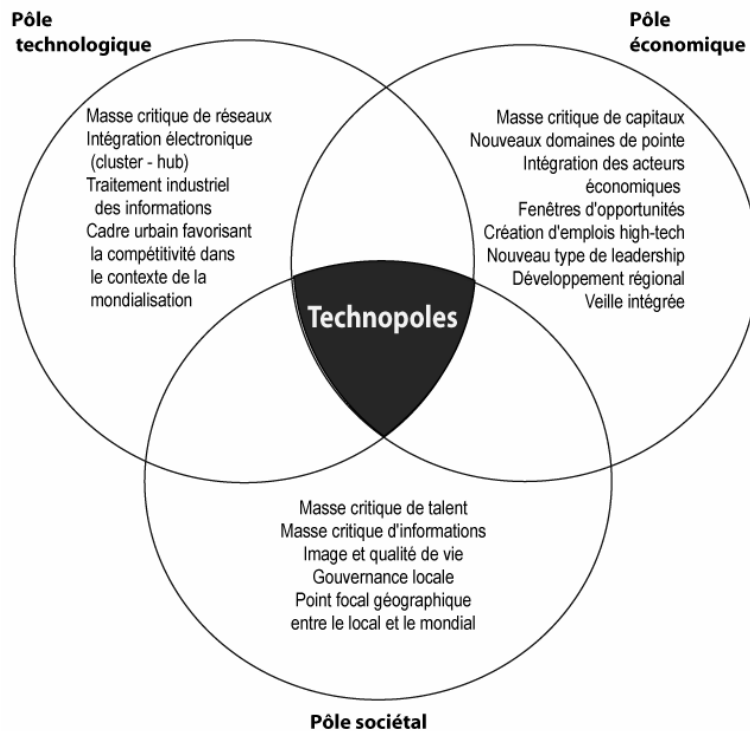 Pôle
technologique
Pôle
économique
Masse critique de réseaux
Intégration électronique
(cluster - hub)
Traitement industriel
des informations
Cadre urbain favorisant
la compétitivité dans
le contexte de la
mondialisation
Masse critique de capitaux
Nouveaux domaines de pointe
Intégration des acteurs
économiques
Fenêtres d'opportunités
Création d'emplois high-tech
Nouveau type de leadership
Développement régional
Veille intégrée
Technopoles
Masse critique de talent
Masse critique d'informations
Image et qualité de vie
Gouvernance locale
Point focal géographique
entre le local et le mondial
Pôle sociétal